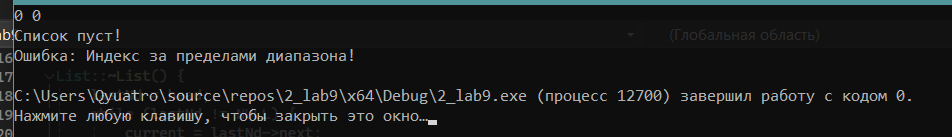 0 0
Список пуст!
(Глобальная область)
Ошибка: Индекс за пределами диапазона!
List::~List() {
C:\Users\Qyuatro\source\repos\2_lab9\x64\Debug\2_lab9.exe (процесс 12700) завершил работу с кодом 0.
Нажмите любую клавишу, чтобы закрыть это окно…
current = lastNd->next;